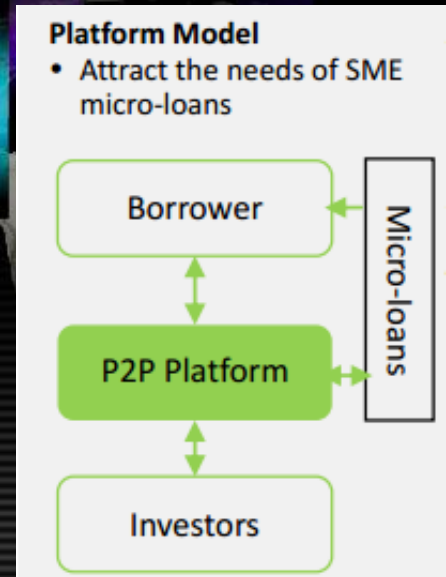 Platform Model
• Attract the needs of SME
micro-loans
Borrower
Micro-loans
P2P Platform
Investors